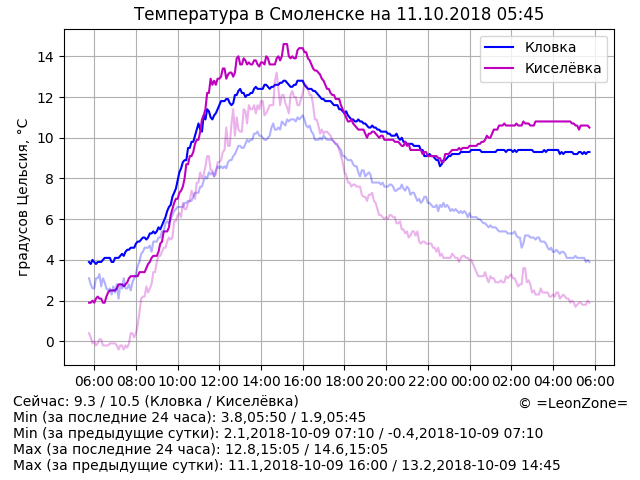 Температура в Смоленске на 11.10.2018 05:45
Кловка
Киселёвка
градусов Цельсия, °C
14
12
10
8
6
4
2
0
06:00 08:00 10:00 12:00 14:00 16:00 18:00 20:00 22:00 00:00 02:00 04:00 06:00
Сейчас: 9.3 / 10.5 (Кловка / Киселёвка)
© =LeonZone=
Min (за последние 24 часа): 3.8,05:50 / 1.9,05:45
Min (за предыдущие сутки): 2.1,2018-10-09 07:10 / -0.4,2018-10-09 07:10
Max (за последние 24 часа): 12.8,15:05 / 14.6,15:05
Max (за предыдущие сутки): 11.1,2018-10-09 16:00 / 13.2,2018-10-09 14:45